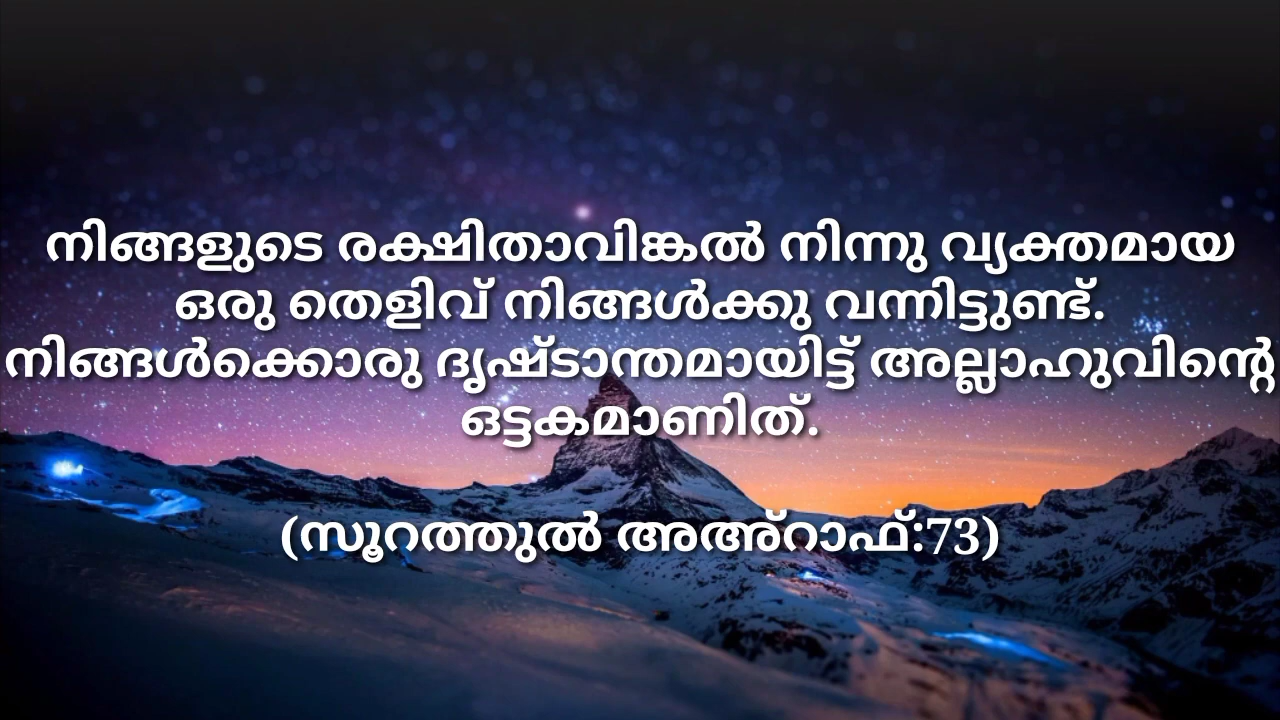 നിങ്ങളുടെ രക്ഷിതാവിങ്കൽ നിന്നു വ്യക്തമായ
ഒരു തെളിവ് നിങ്ങൾക്കു വന്നിട്ടുണ്ട്.
നിങ്ങൾക്കൊരു ദൃഷ്ടാന്തമായിട്ട് അല്ലാഹുവിന്റെ
ഒട്ടകമാണിത്.
(സൂറത്തുൽ അഅ്റാഫ്:73)